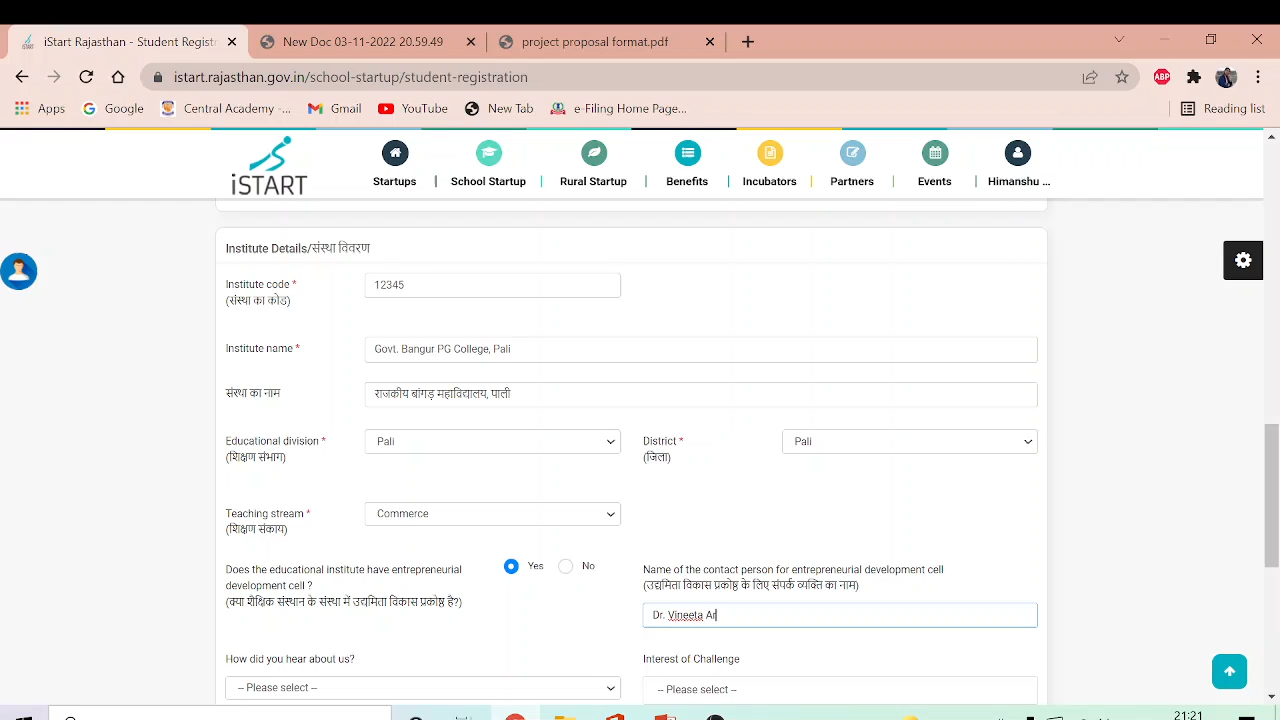 iStart Rajasthan - Student Registr
New Doc 03-11-2022 20.59.49
project proposal format.pdf
istart.rajasthan.gov.in/school-startup/student-registration
ABP
Apps
Google
Central Academy -...
Gmail
YouTube
New Tab
e-Filing Home Page...
Reading list
iSTART
Startups
School Startup
Rural Startup
Benefits
Incubators
Partners
Events
Himanshu ...
Institute Details/संस्था विवरण
Institute code *
(संस्था का कोड)
12345
Institute name *
Govt. Bangur PG College, Pali
संस्था का नाम
राजकीय बांगड़ महाविद्यालय, पाली
Educational division *
(शिक्षण संभाग)
Pali
District *
(जिला)
Pali
Teaching stream *
(शिक्षण संकाय)
Commerce
Does the educational institute have entrepreneurial
development cell ?
(क्या शैक्षिक संस्थान के संस्था में उद्यमिता विकास प्रकोष्ठ है?)
Yes
No
Name of the contact person for entrepreneurial development cell
(उद्यमिता विकास प्रकोष्ठ के लिए संपर्क व्यक्ति का नाम)
Dr. Vineeta Ar
How did you hear about us?
-- Please select --
Interest of Challenge
-- Please select --
21:21